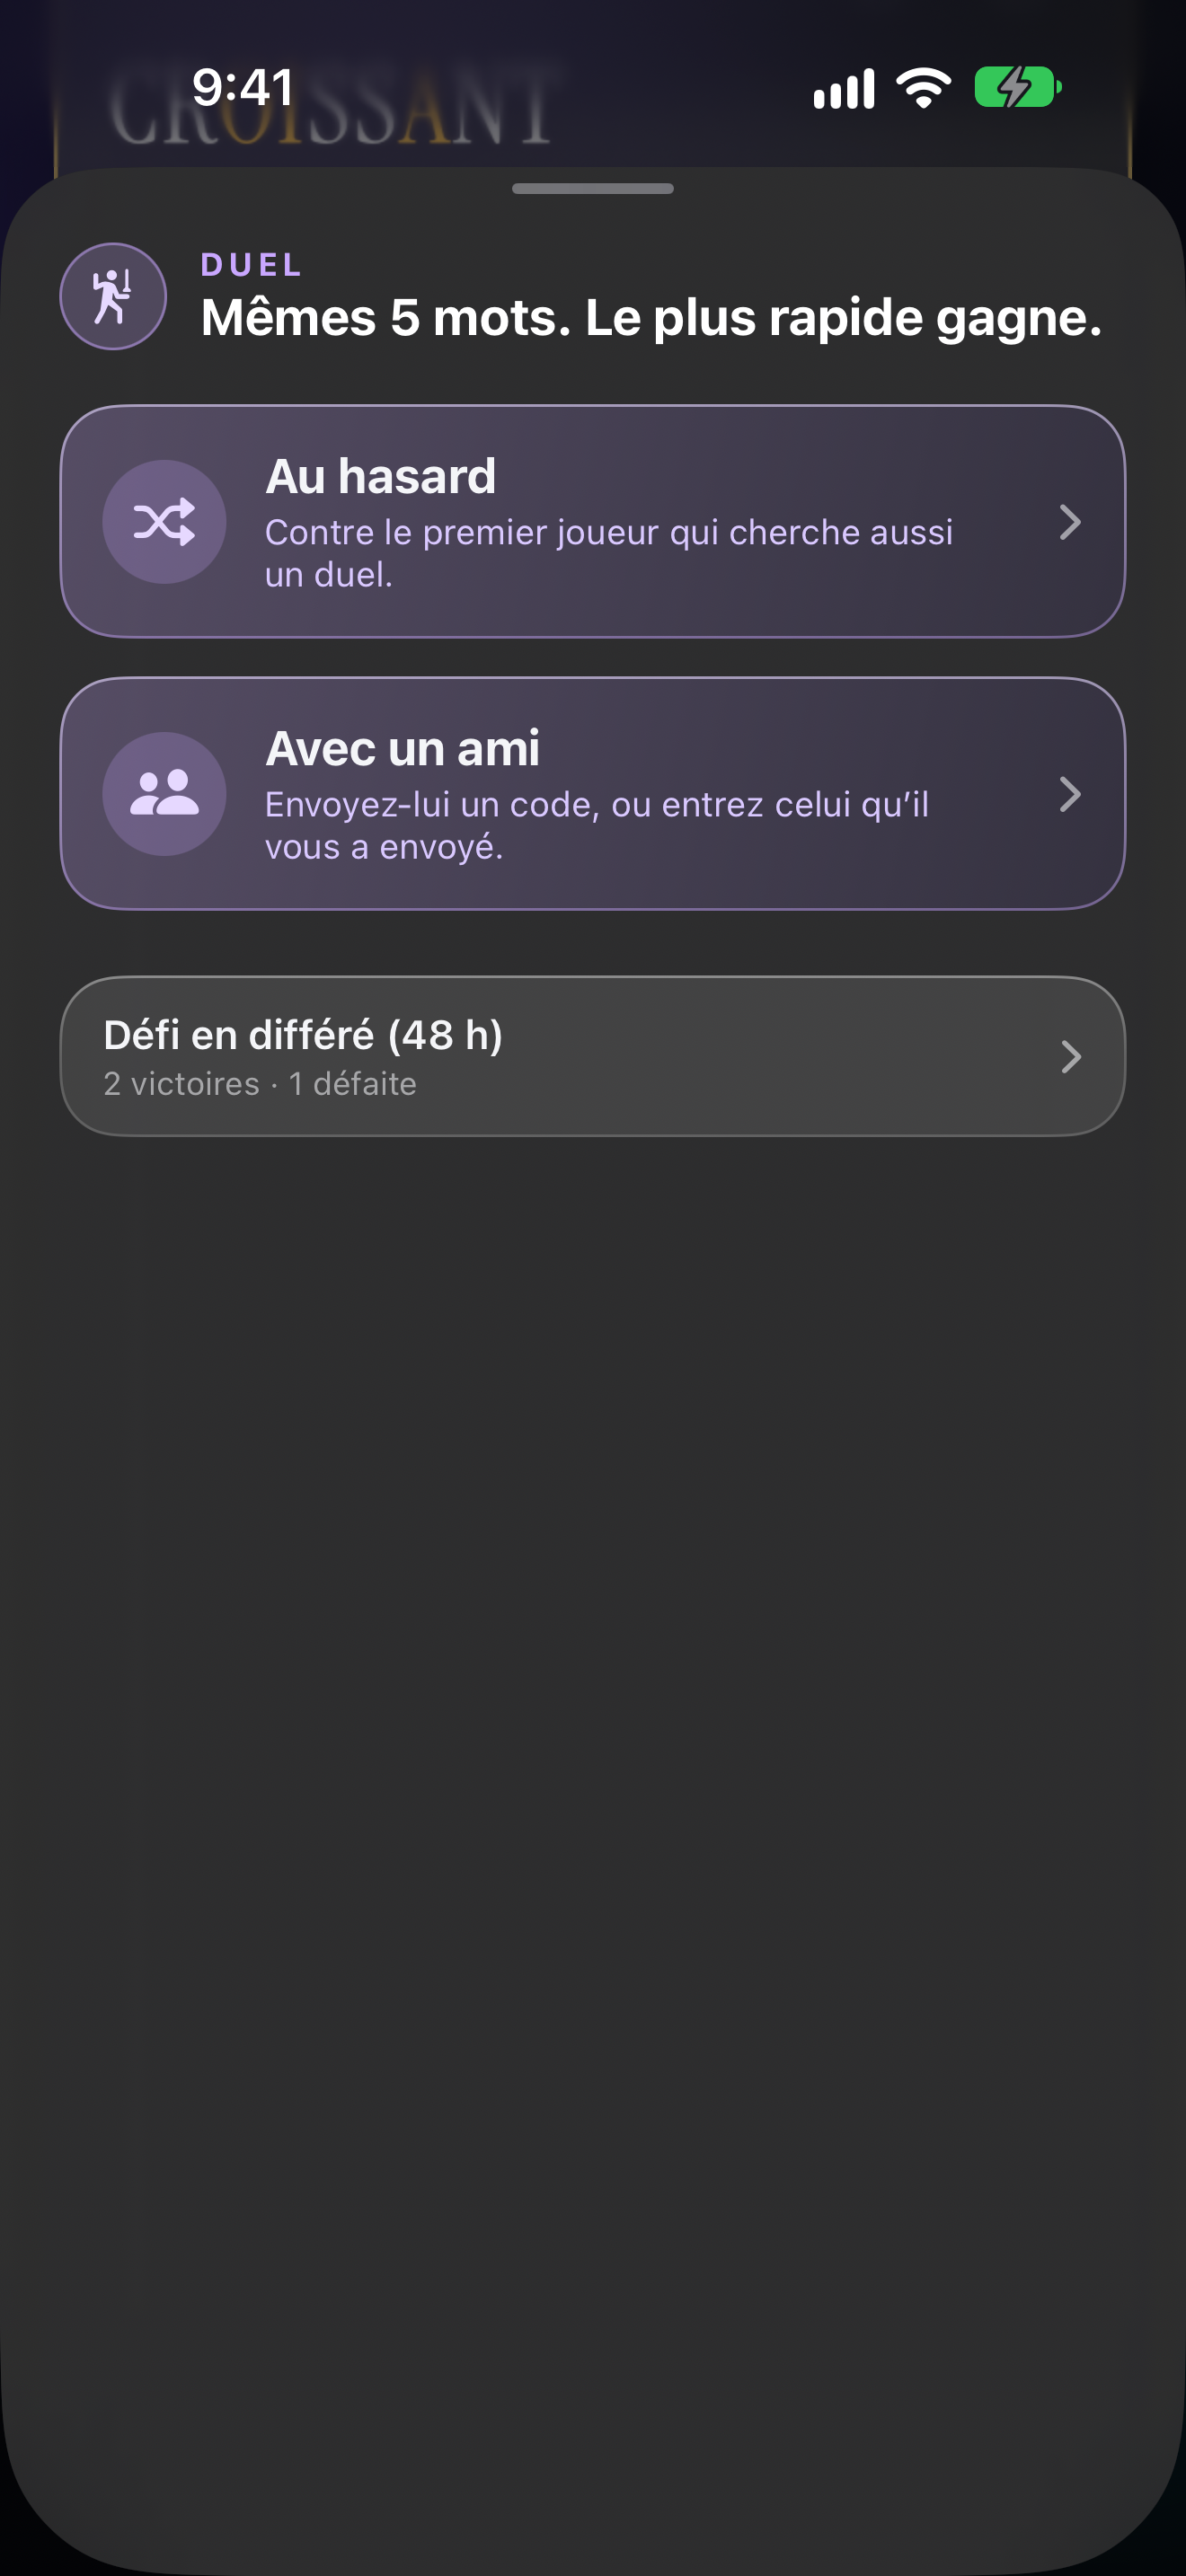 9:41
CROISSANT
DUEL
Mêmes 5 mots. Le plus rapide gagne.
Au hasard
Contre le premier joueur qui cherche aussi
un duel.
Avec un ami
Envoyez-lui un code, ou entrez celui qu’il
vous a envoyé.
Défi en différé (48 h)
2 victoires · 1 défaite